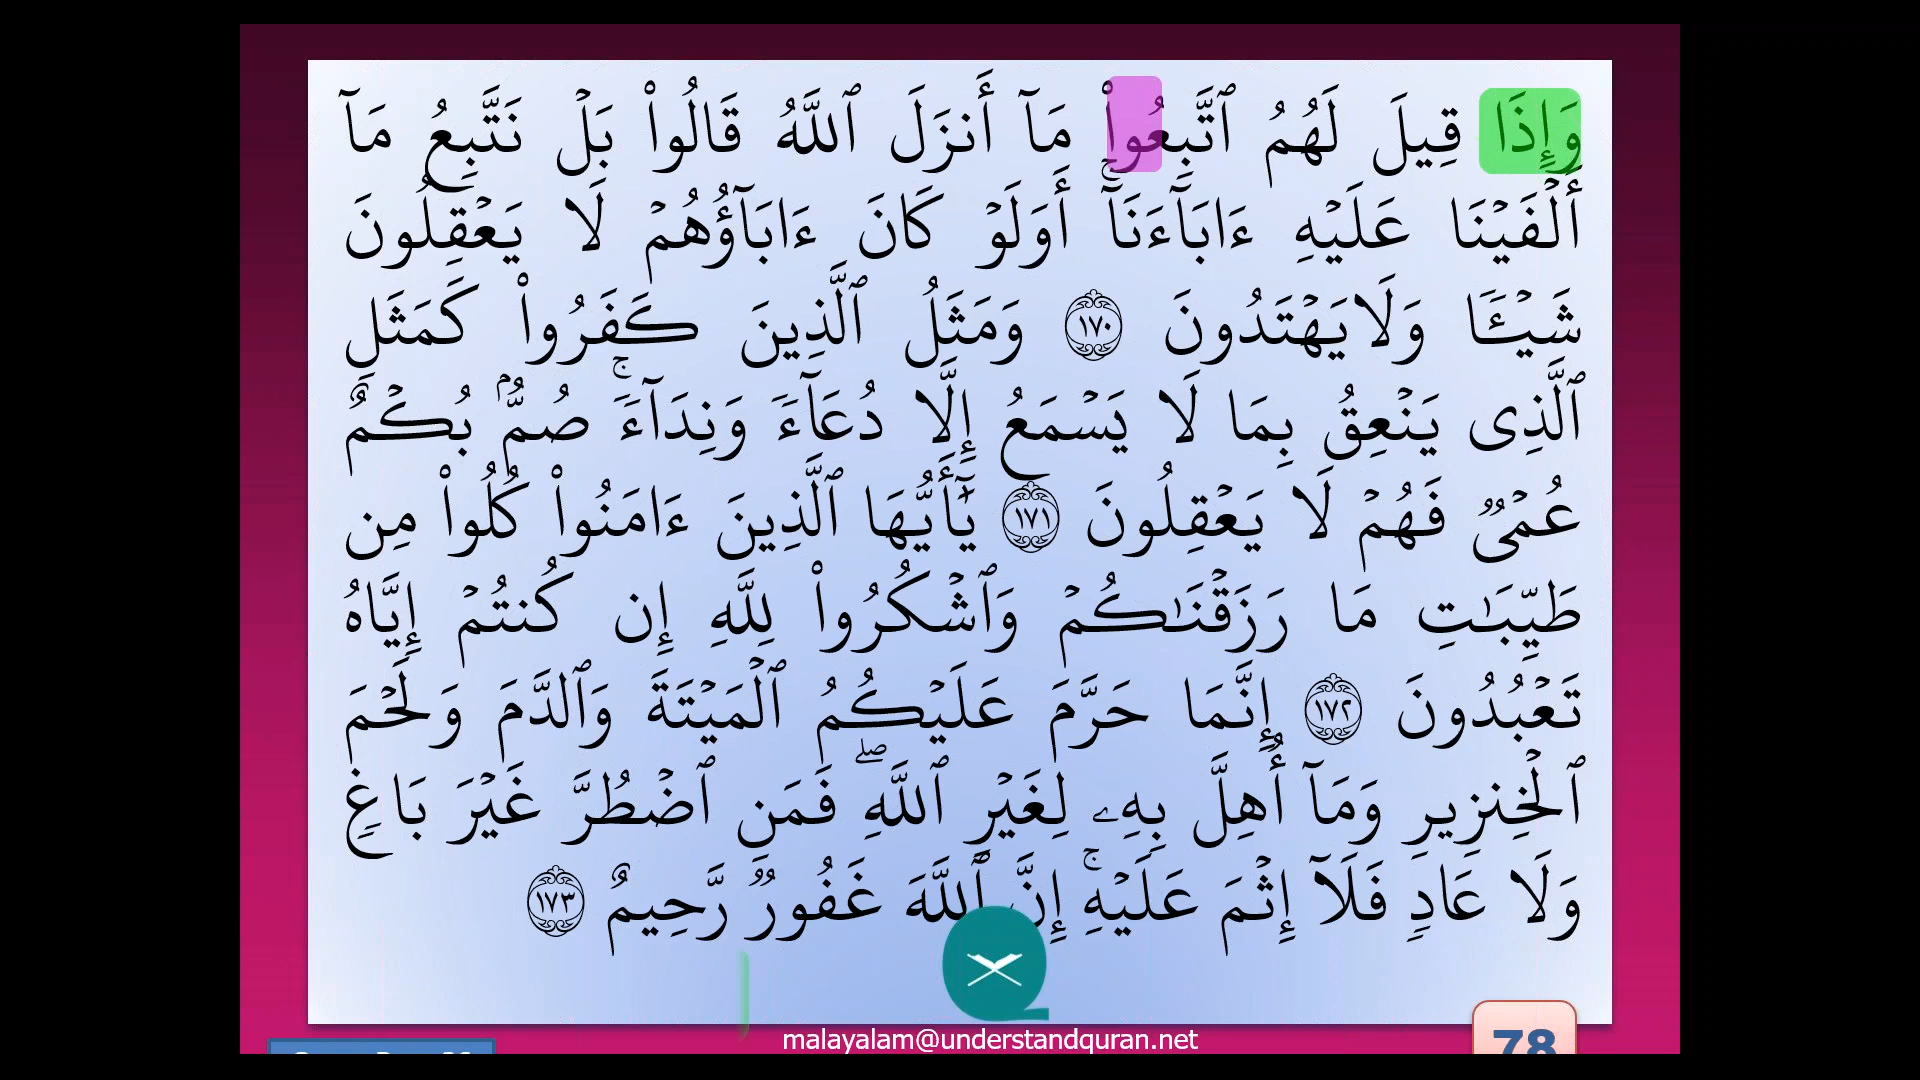 وَإِذَا قِيلَ لَهُمُ ٱتَّبِعُوا۟ مَآ أَنزَلَ ٱللَّهُ قَالُوا۟ بَلْ نَتَّبِعُ مَآ
أَلْفَيْنَا عَلَيْهِ ءَابَآءَنَآ ۚ أَوَلَوْ كَانَ ءَابَآؤُهُمْ لَا يَعْقِلُونَ
شَيْـًٔا وَلَا يَهْتَدُونَ ١٧٠ وَمَثَلُ ٱلَّذِينَ كَفَرُوا۟ كَمَثَلِ
ٱلَّذِى يَنْعِقُ بِمَا لَا يَسْمَعُ إِلَّا دُعَآءً وَنِدَآءً ۚ صُمٌّۢ بُكْمٌ
عُمْىٌ فَهُمْ لَا يَعْقِلُونَ ١٧١ يَٰٓأَيُّهَا ٱلَّذِينَ ءَامَنُوا۟ كُلُوا۟ مِن
طَيِّبَٰتِ مَا رَزَقْنَٰكُمْ وَٱشْكُرُوا۟ لِلَّهِ إِن كُنتُمْ إِيَّاهُ
تَعْبُدُونَ ١٧٢ إِنَّمَا حَرَّمَ عَلَيْكُمُ ٱلْمَيْتَةَ وَٱلدَّمَ وَلَحْمَ
ٱلْخِنزِيرِ وَمَآ أُهِلَّ بِهِۦ لِغَيْرِ ٱللَّهِ ۖ فَمَنِ ٱضْطُرَّ غَيْرَ بَاغٍ
وَلَا عَادٍ فَلَآ إِثْمَ عَلَيْهِ ۚ إِنَّ ٱللَّهَ غَفُورٌ رَّحِيمٌ ١٧٣
malayalam@understandquran.net
78